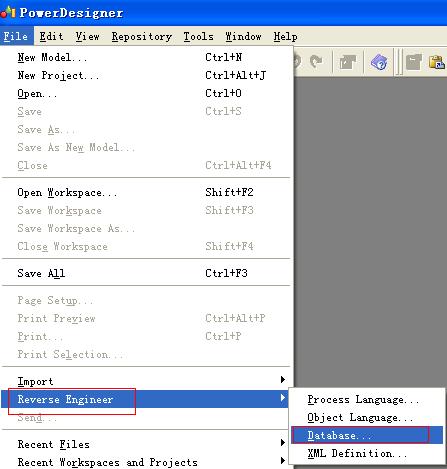 PowerDesigner
File Edit View Repository Tools Window Help
New Model... Ctrl+N
New Project... Ctrl+Alt+J
Open... Ctrl+O
Save Ctrl+S
Save As...
Save As New Model...
Close Ctrl+Alt+F4
Open Workspace... Shift+F2
Save Workspace Shift+F3
Save Workspace As...
Close Workspace Shift+F4
Save All Ctrl+F3
Page Setup...
Print Preview Ctrl+Alt+P
Print... Ctrl+P
Print Selection...
Import
Reverse Engineer
Process Language...
Send...
Object Language...
Database...
Recent Files
XML Definition...
Recent Workspaces and Projects